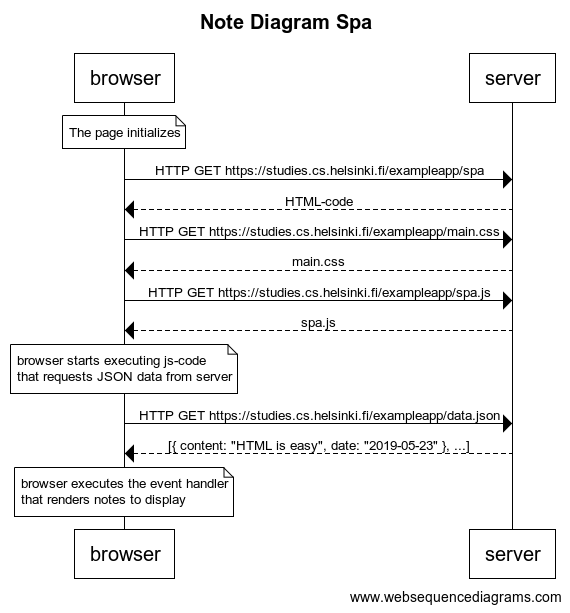 Note Diagram Spa
browser
server
The page initializes
HTTP GET https://studies.cs.helsinki.fi/exampleapp/spa
HTML-code
HTTP GET https://studies.cs.helsinki.fi/exampleapp/main.css
main.css
HTTP GET https://studies.cs.helsinki.fi/exampleapp/spa.js
spa.js
browser starts executing js-code
that requests JSON data from server
HTTP GET https://studies.cs.helsinki.fi/exampleapp/data.json
[{ content: "HTML is easy", date: "2019-05-23" }, ...]
browser executes the event handler
that renders notes to display
browser
server
www.websequencediagrams.com